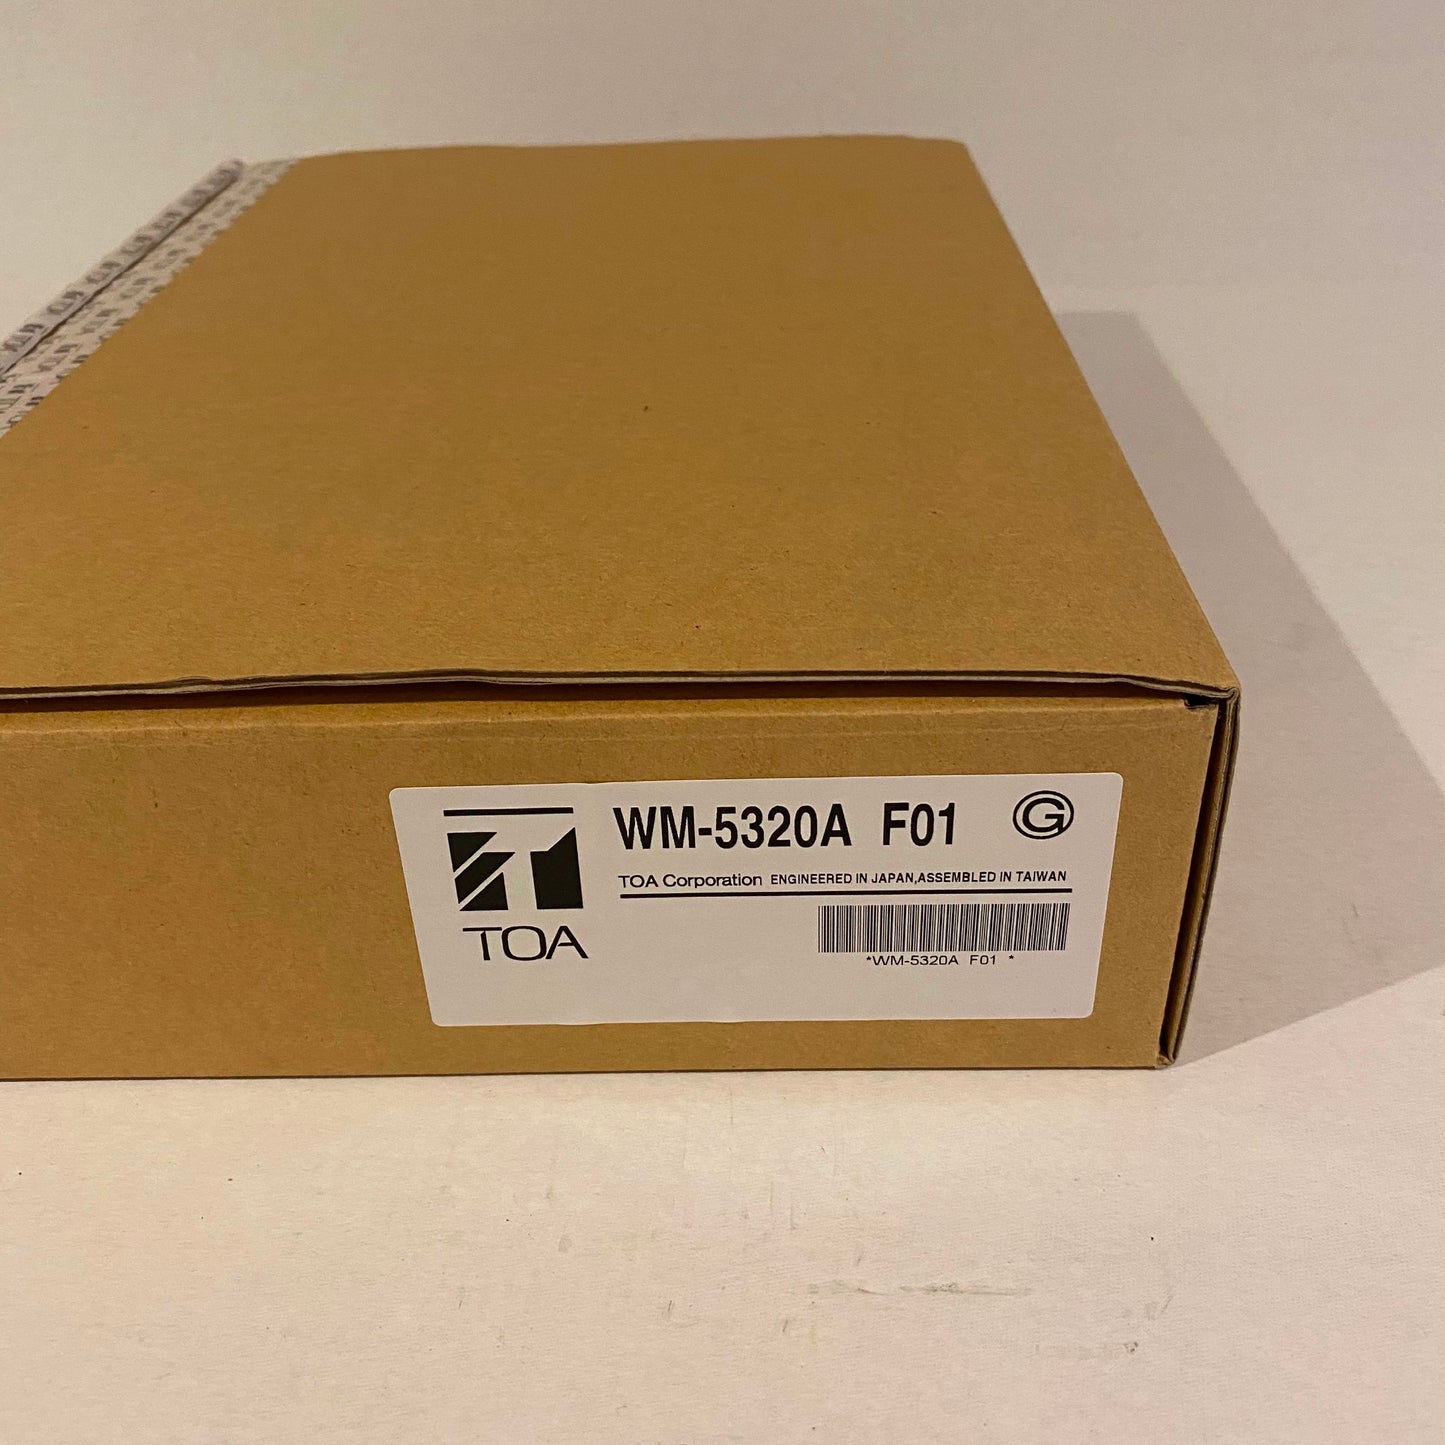 WM-5320A F01 G
TOA Corporation ENGINEERED IN JAPAN,ASSEMBLED IN TAIWAN
TOA
*WM-5320A F01 *